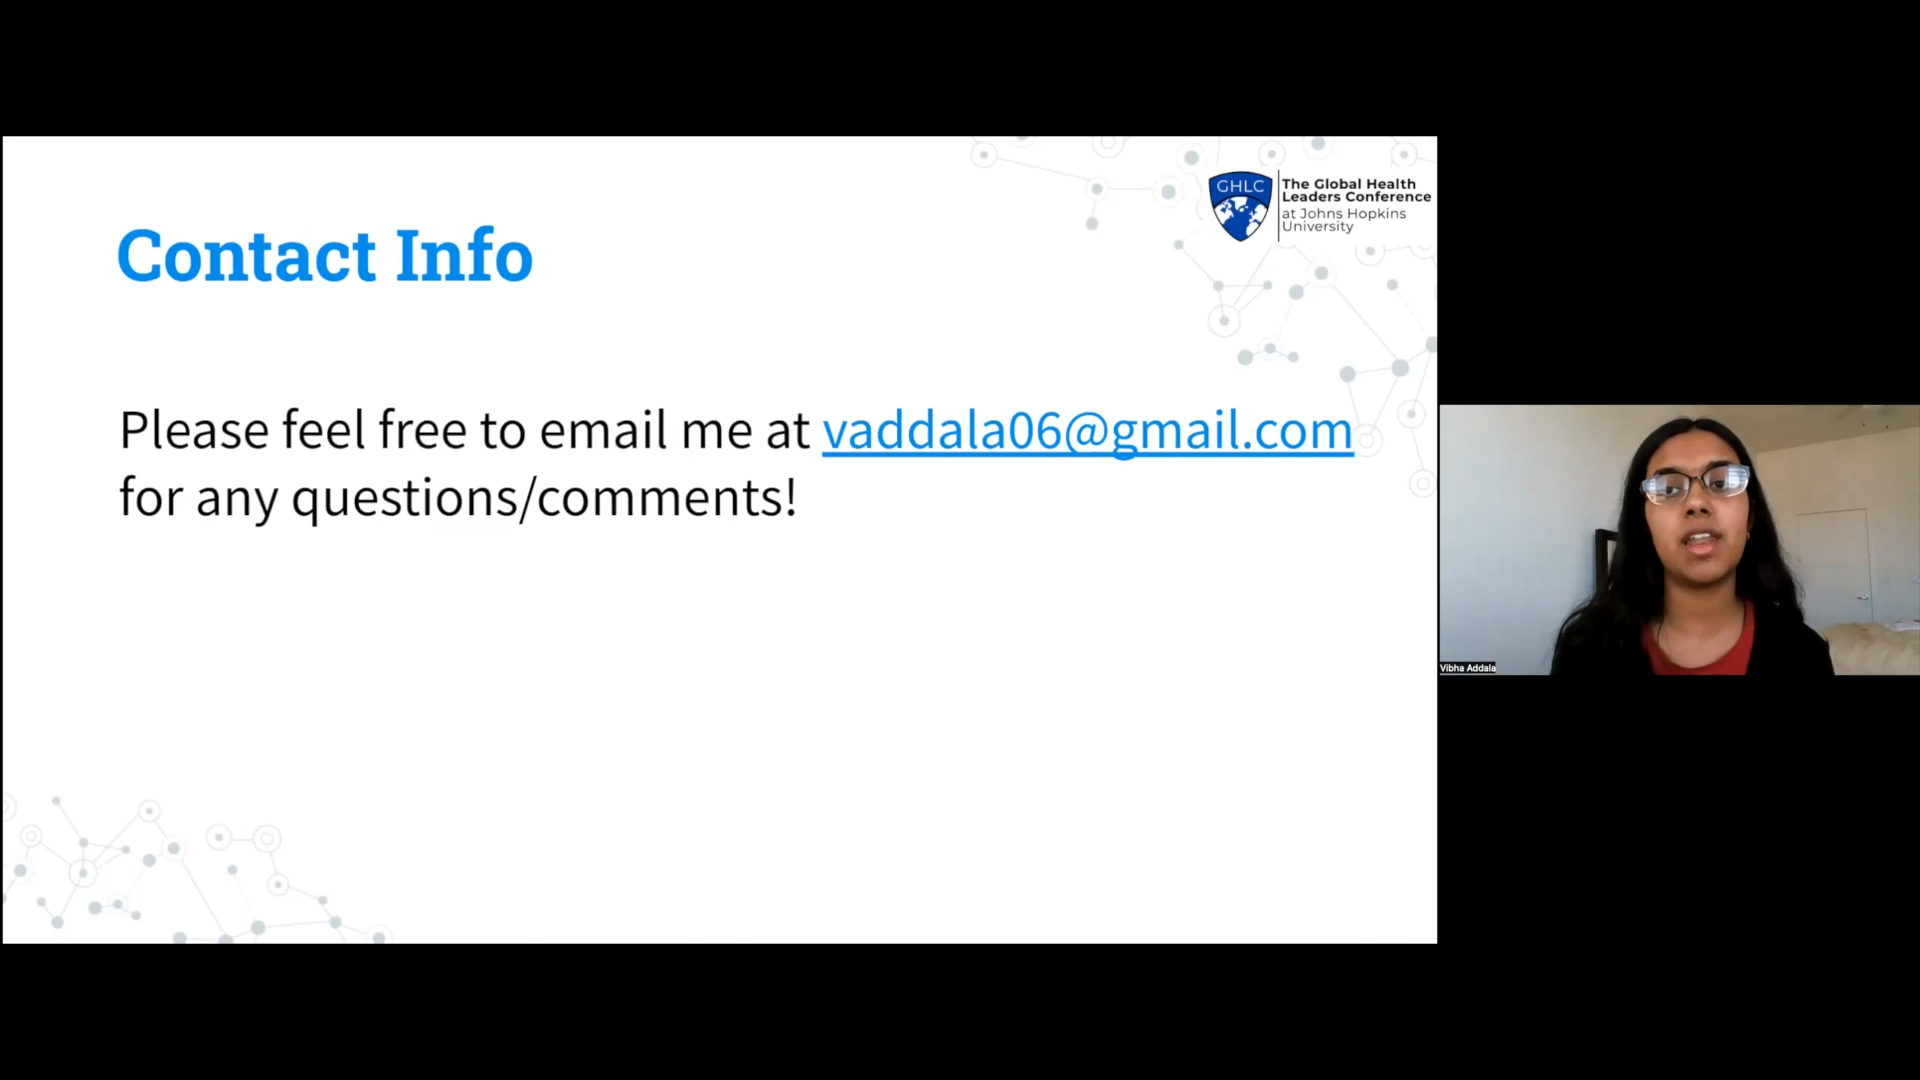 GHLC
The Global Health
Leaders Conference
at Johns Hopkins
University
Contact Info
Please feel free to email me at vaddala06@gmail.com
for any questions/comments!
Vibha Addala